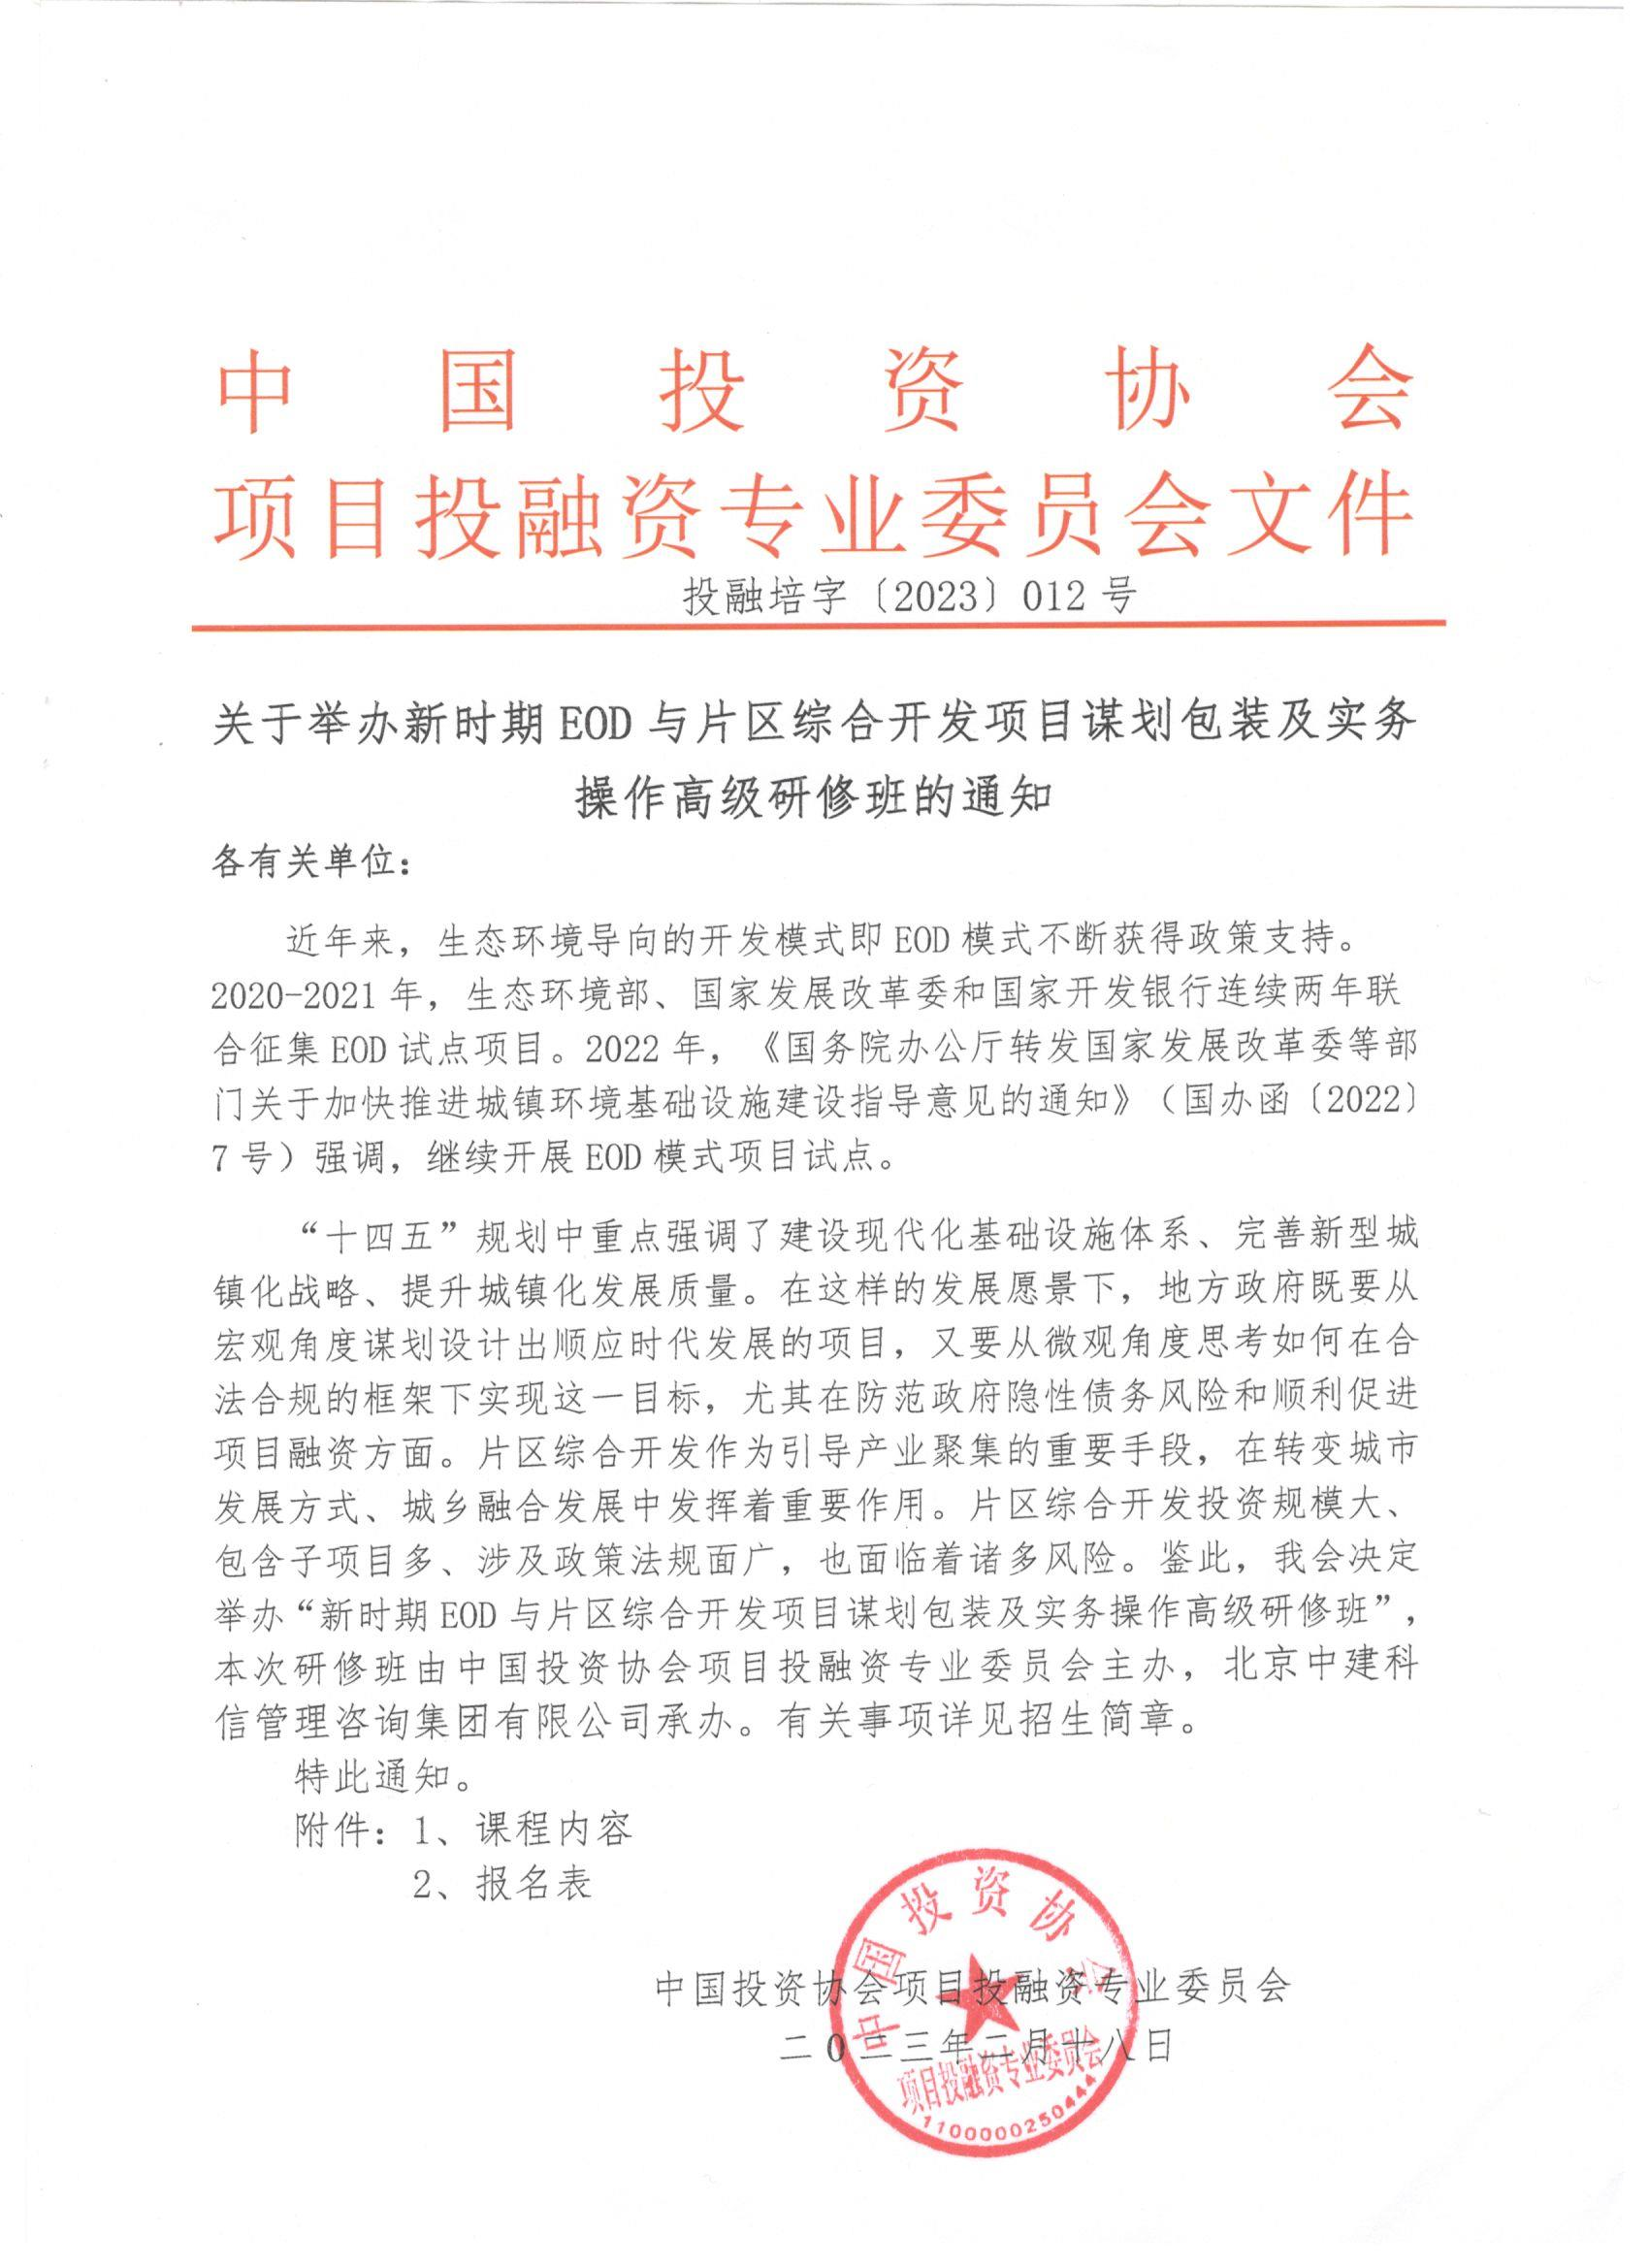 中国投资协会
项目投融资专业委员会文件
投融培字〔2023〕012 号
关于举办新时期 EOD 与片区综合开发项目谋划包装及实务
操作高级研修班的通知
各有关单位：
近年来，生态环境导向的开发模式即 EOD 模式不断获得政策支持。
2020-2021 年，生态环境部、国家发展改革委和国家开发银行连续两年联
合征集 EOD 试点项目。2022 年，《国务院办公厅转发国家发展改革委等部
门关于加快推进城镇环境基础设施建设指导意见的通知》（国办函〔2022〕
7 号）强调，继续开展 EOD 模式项目试点。
“十四五”规划中重点强调了建设现代化基础设施体系、完善新型城
镇化战略、提升城镇化发展质量。在这样的发展愿景下，地方政府既要从
宏观角度谋划设计出顺应时代发展的项目，又要从微观角度思考如何在合
法合规的框架下实现这一目标，尤其在防范政府隐性债务风险和顺利促进
项目融资方面。片区综合开发作为引导产业聚集的重要手段，在转变城市
发展方式、城乡融合发展中发挥着重要作用。片区综合开发投资规模大、
包含子项目多、涉及政策法规面广，也面临着诸多风险。鉴此，我会决定
举办“新时期 EOD 与片区综合开发项目谋划包装及实务操作高级研修班”，
本次研修班由中国投资协会项目投融资专业委员会主办，北京中建科
信管理咨询集团有限公司承办。有关事项详见招生简章。
特此通知。
附件：1、课程内容
2、报名表
中国投资协会项目投融资专业委员会
二０二三年二月十八日
中国投资协会
项目投融资专业委员会
1100000250444